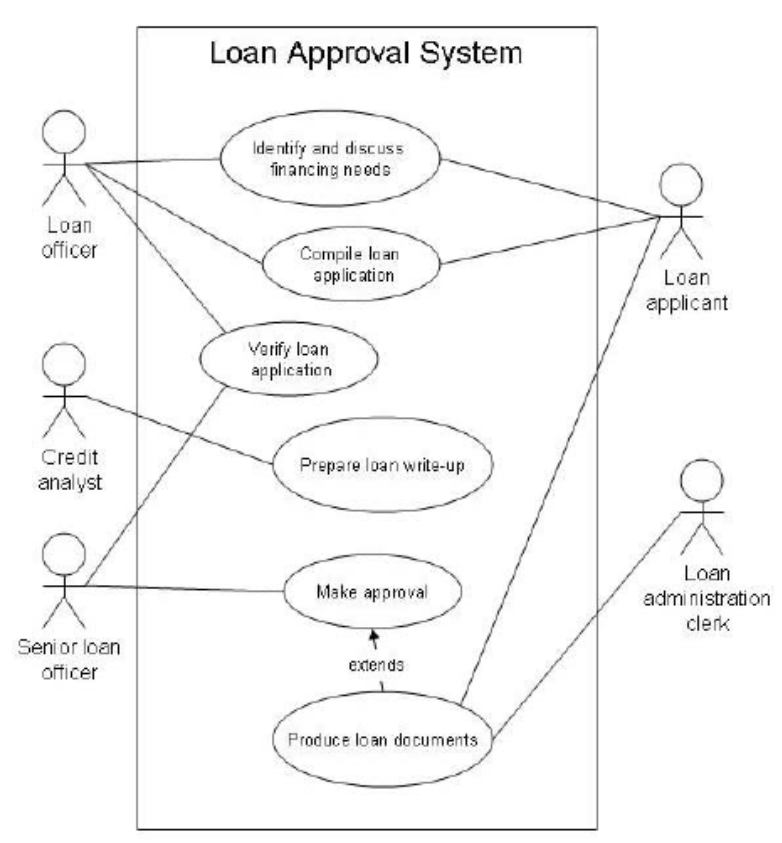 Loan Approval System
Identify and discuss
financing needs
Loan
officer
Compile loan
application
Loan
applicant
Verify loan
application
Credit
analyst
Prepare loan write-up
Loan
administration
clerk
Make approval
Senior loan
officer
extends
Produce loan documents